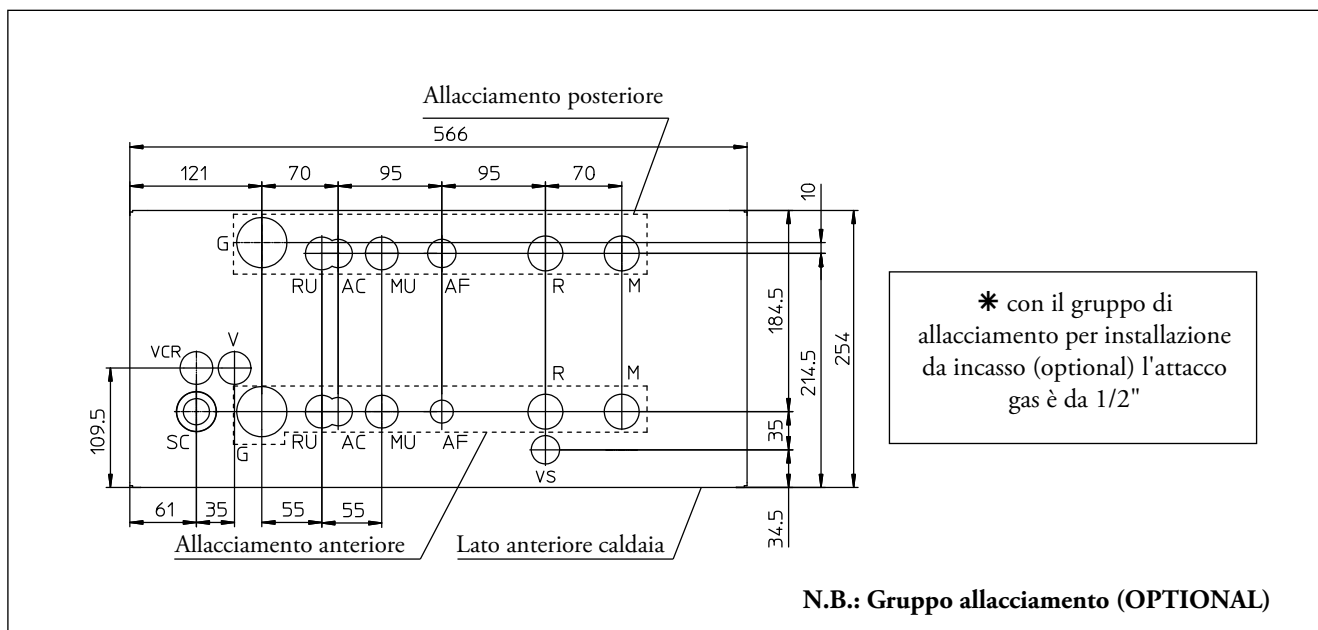 Allacciamento posteriore
566
121 70 95 95 70
10
G
RU AC MU AF R M
184.5
214.5
254
VCR V
R M
109.5
SC G RU AC MU AF
VS
35
61 35 55 55
34.5
Allacciamento anteriore Lato anteriore caldaia
✱ con il gruppo di
allacciamento per installazione
da incasso (optional) l'attacco
gas è da 1/2"
N.B.: Gruppo allacciamento (OPTIONAL)